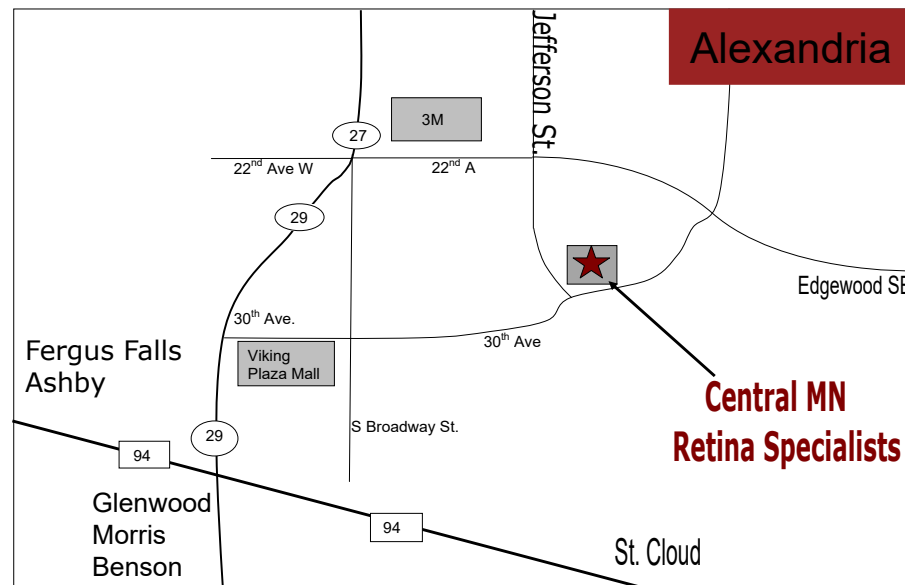 Alexandria
Jefferson St.
3M
27
22nd Ave W
22nd A
29
Edgewood SE
30th Ave.
30th Ave
Viking
Plaza Mall
Fergus Falls
Ashby
Central MN
Retina Specialists
S Broadway St.
29
94
Glenwood
Morris
Benson
94
St. Cloud